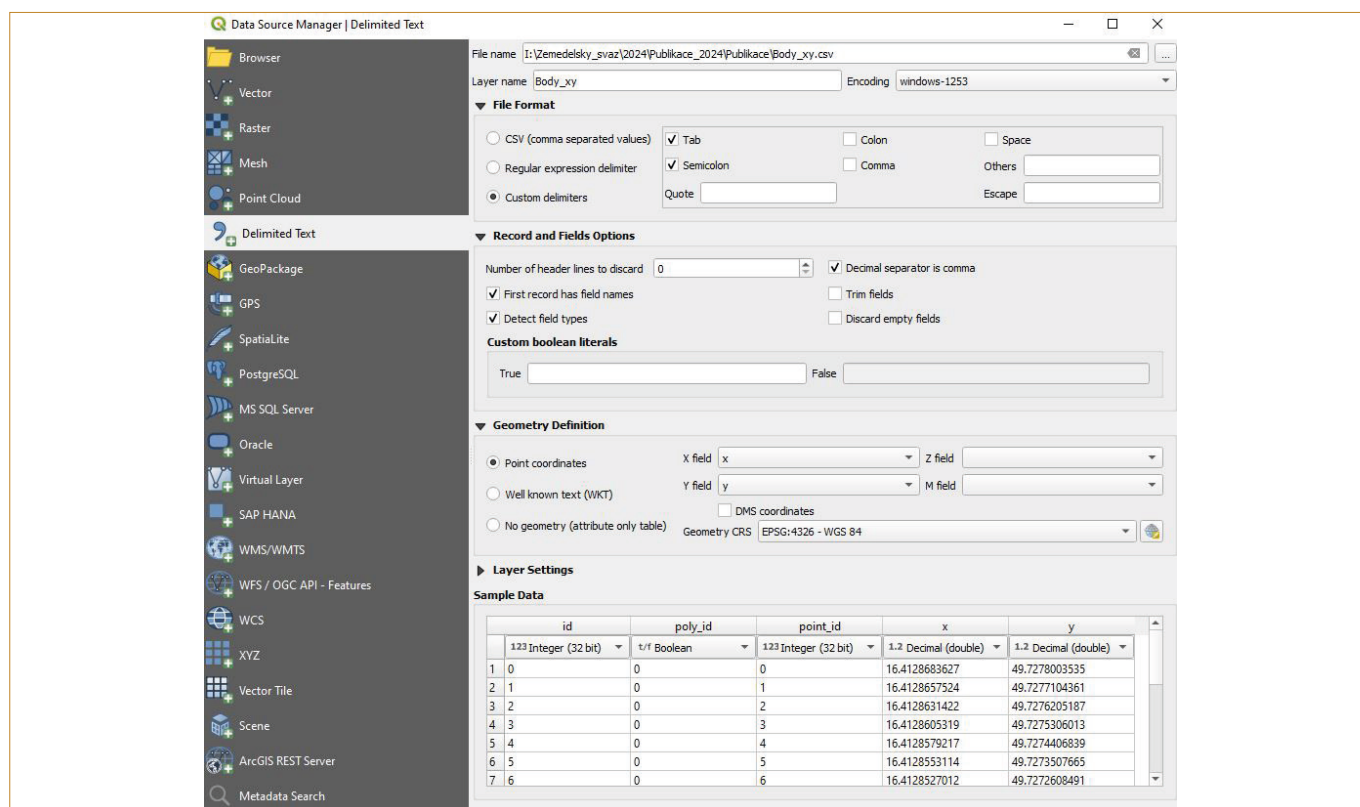 Data Source Manager | Delimited Text
Browser
Vector
Raster
Mesh
Point Cloud
Delimited Text
GeoPackage
GPS
SpatiaLite
PostgreSQL
MS SQL Server
Oracle
Virtual Layer
SAP HANA
WMS/WMTS
WFS / OGC API - Features
WCS
XYZ
Vector Tile
Scene
ArcGIS REST Server
Metadata Search
File name I:\Zemedelsky_svaz\2024\Publikace_2024\Publikace\Body_xy.csv ...
Layer name Body_xy Encoding windows-1253
File Format
CSV (comma separated values) Tab Colon Space
Regular expression delimiter Semicolon Comma Others
Custom delimiters Quote Escape
Record and Fields Options
Number of header lines to discard 0 Decimal separator is comma
First record has field names Trim fields
Detect field types Discard empty fields
Custom boolean literals
True False
Geometry Definition
Point coordinates X field x Z field
Well known text (WKT) Y field y M field
DMS coordinates
No geometry (attribute only table) Geometry CRS EPSG:4326 - WGS 84
Layer Settings
Sample Data
id poly_id point_id x y
123 Integer (32 bit) t/f Boolean 123 Integer (32 bit) 1.2 Decimal (double) 1.2 Decimal (double)
1 0 0 0 16.4128683627 49.7278003535
2 1 0 1 16.4128657524 49.7277104361
3 2 0 2 16.4128631422 49.7276205187
4 3 0 3 16.4128605319 49.7275306013
5 4 0 4 16.4128579217 49.7274406839
6 5 0 5 16.4128553114 49.7273507665
7 6 0 6 16.4128527012 49.7272608491